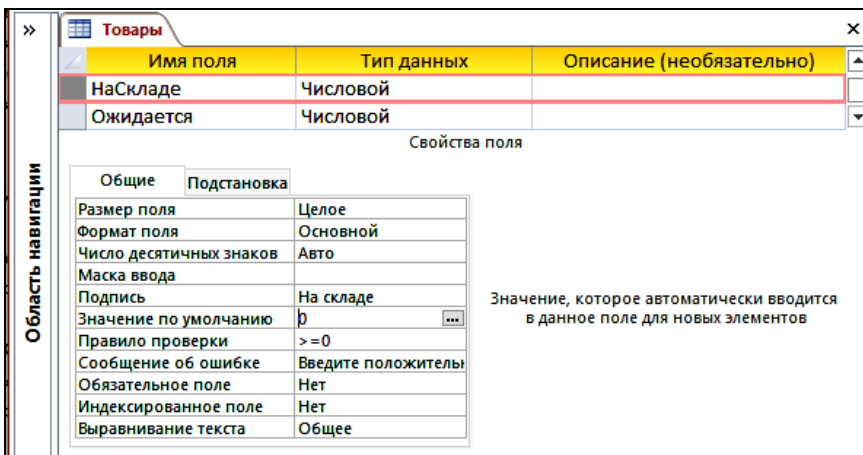 »
Товары
×
Имя поля Тип данных Описание (необязательно)
НаСкладе Числовой
Ожидается Числовой
Свойства поля
Область навигации
Общие Подстановка
Размер поля Целое
Формат поля Основной
Число десятичных знаков Авто
Маска ввода
Подпись На складе
Значение по умолчанию 0 ...
Правило проверки >=0
Сообщение об ошибке Введите
Обязательное поле Нет
Индексированное поле Нет
Выравнивание текста Общее
Значение, которое автоматически вводится
в данное поле для новых элементов